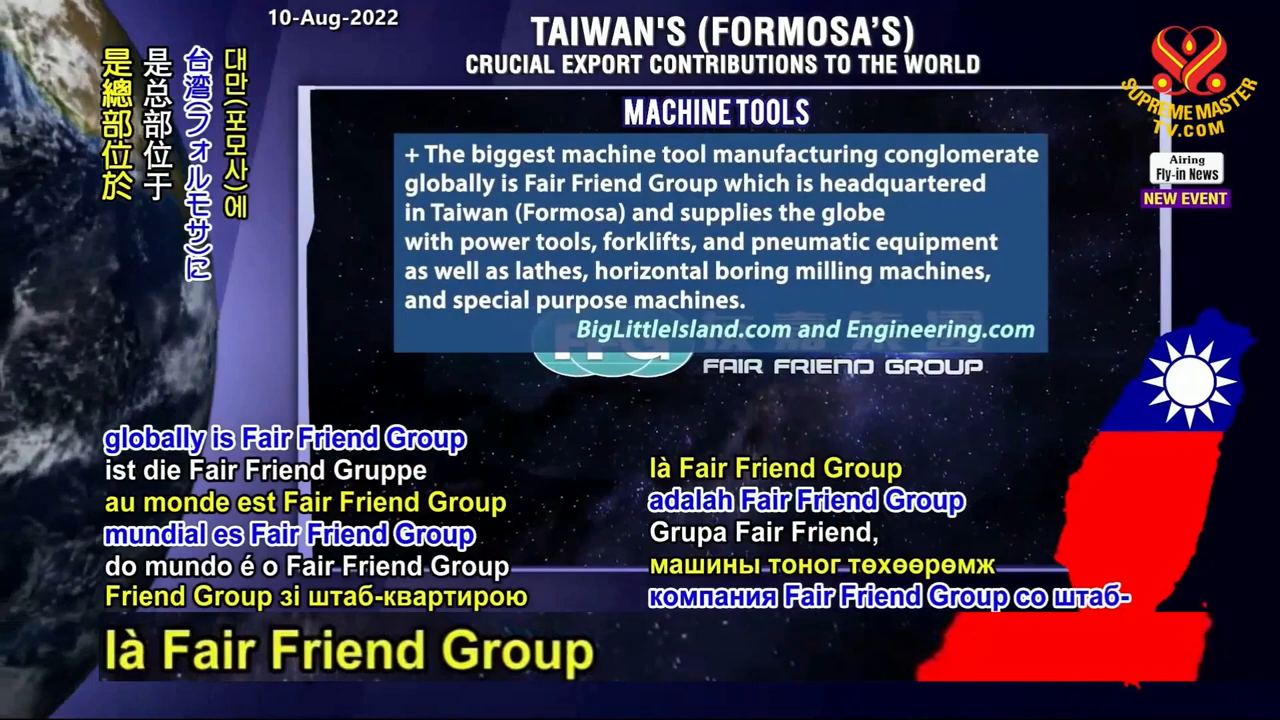 10-Aug-2022
TAIWAN'S (FORMOSA’S)
CRUCIAL EXPORT CONTRIBUTIONS TO THE WORLD
SUPREME MASTER
TV.COM
Airing
Fly-in News
NEW EVENT
대만(포모사)에
台湾(フォルモサ)に
是总部位于
是總部位於
MACHINE TOOLS
+ The biggest machine tool manufacturing conglomerate
globally is Fair Friend Group which is headquartered
in Taiwan (Formosa) and supplies the globe
with power tools, forklifts, and pneumatic equipment
as well as lathes, horizontal boring milling machines,
and special purpose machines.
BigLittleIsland.com and Engineering.com
FAIR FRIEND GROUP
globally is Fair Friend Group
ist die Fair Friend Gruppe
au monde est Fair Friend Group
mundial es Fair Friend Group
do mundo é o Fair Friend Group
Friend Group зі штаб-квартирою
là Fair Friend Group
adalah Fair Friend Group
Grupa Fair Friend,
машины тоног төхөөрөмж
компания Fair Friend Group со штаб-
là Fair Friend Group